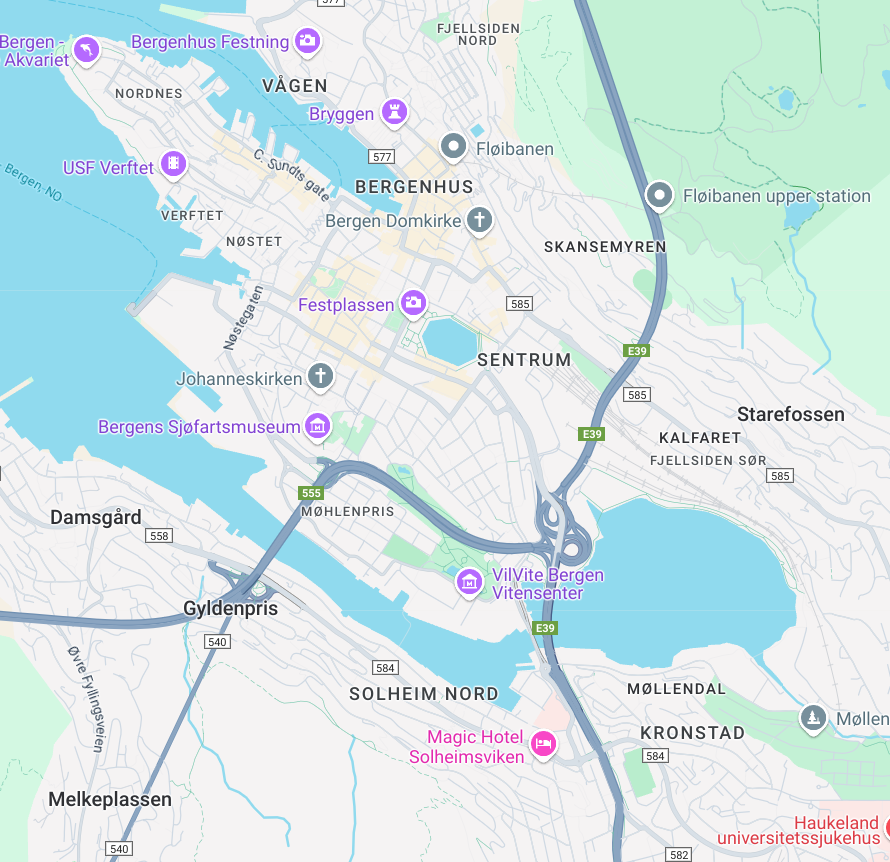 577
FJELLSIDEN
NORD
Bergen -
Akvariet
Bergenhus Festning
VÅGEN
NORDNES
Bryggen
577
Fløibanen
C. Sundts gate
USF Verftet
BERGENHUS
Bergen, NO
Fløibanen upper station
VERFTET
Bergen Domkirke
NØSTET
SKANSEMYREN
Festplassen
585
Nøstegaten
E39
SENTRUM
Johanneskirken
585
Starefossen
Bergens Sjøfartsmuseum
E39
KALFARET
FJELLSIDEN SØR
585
555
MØHLENPRIS
Damsgård
558
VilVite Bergen
Vitensenter
Gyldenpris
E39
540
584
Øvre Fyllingsveien
SOLHEIM NORD
MØLLENDAL
Møllen
KRONSTAD
Magic Hotel
Solheimsviken
584
Melkeplassen
Haukeland
universitetssjukehus
540
582